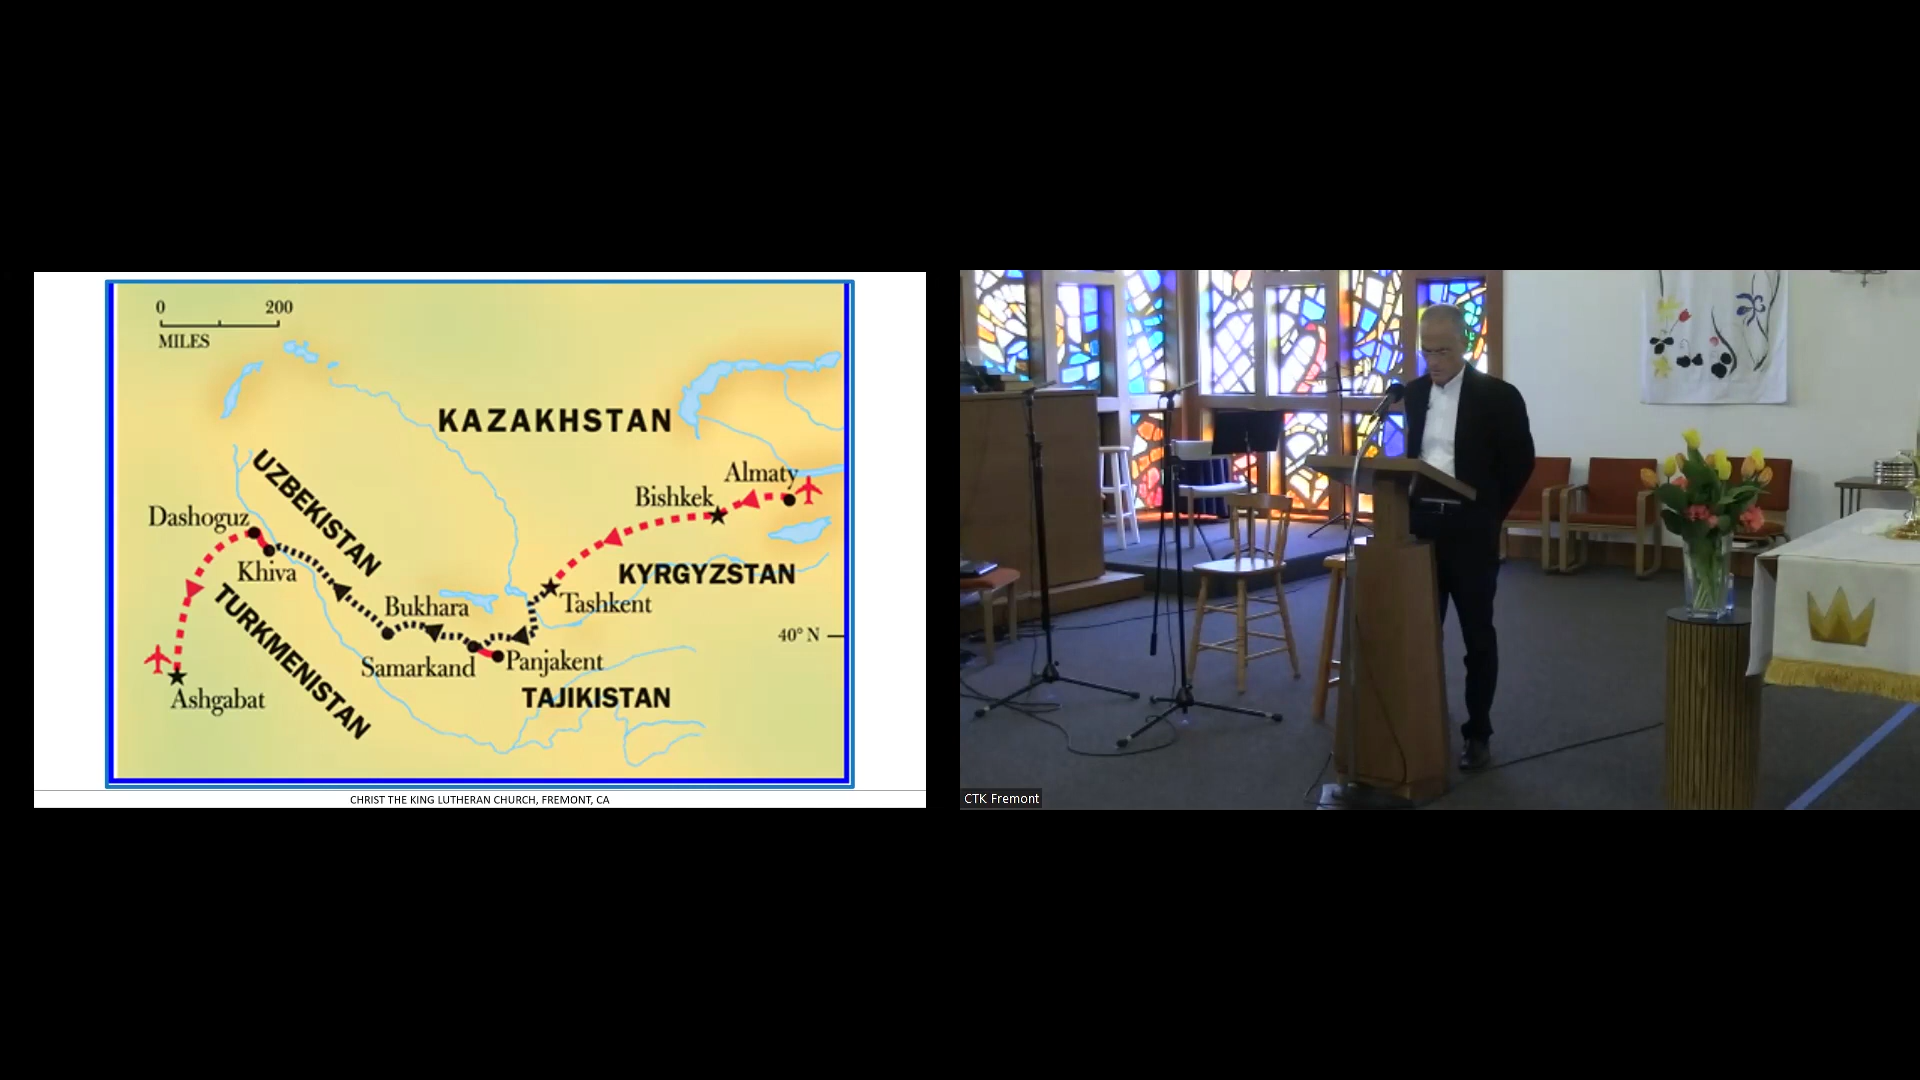 0 200
MILES
KAZAKHSTAN
UZBEKISTAN
Almaty
Bishkek
Dashoguz
Khiva
KYRGYZSTAN
TURKMENISTAN
Bukhara
Tashkent
40° N
Samarkand
Panjakent
Ashgabat
TAJIKISTAN
CHRIST THE KING LUTHERAN CHURCH, FREMONT, CA
CTK Fremont